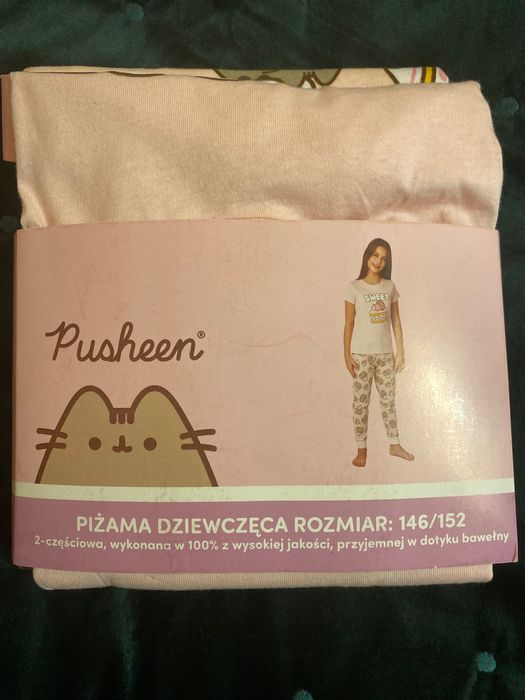 SWEET
Pusheen®
PIŻAMA DZIEWCZĘCA ROZMIAR: 146/152
2-częściowa, wykonana w 100% z wysokiej jakości, przyjemnej w dotyku bawełny